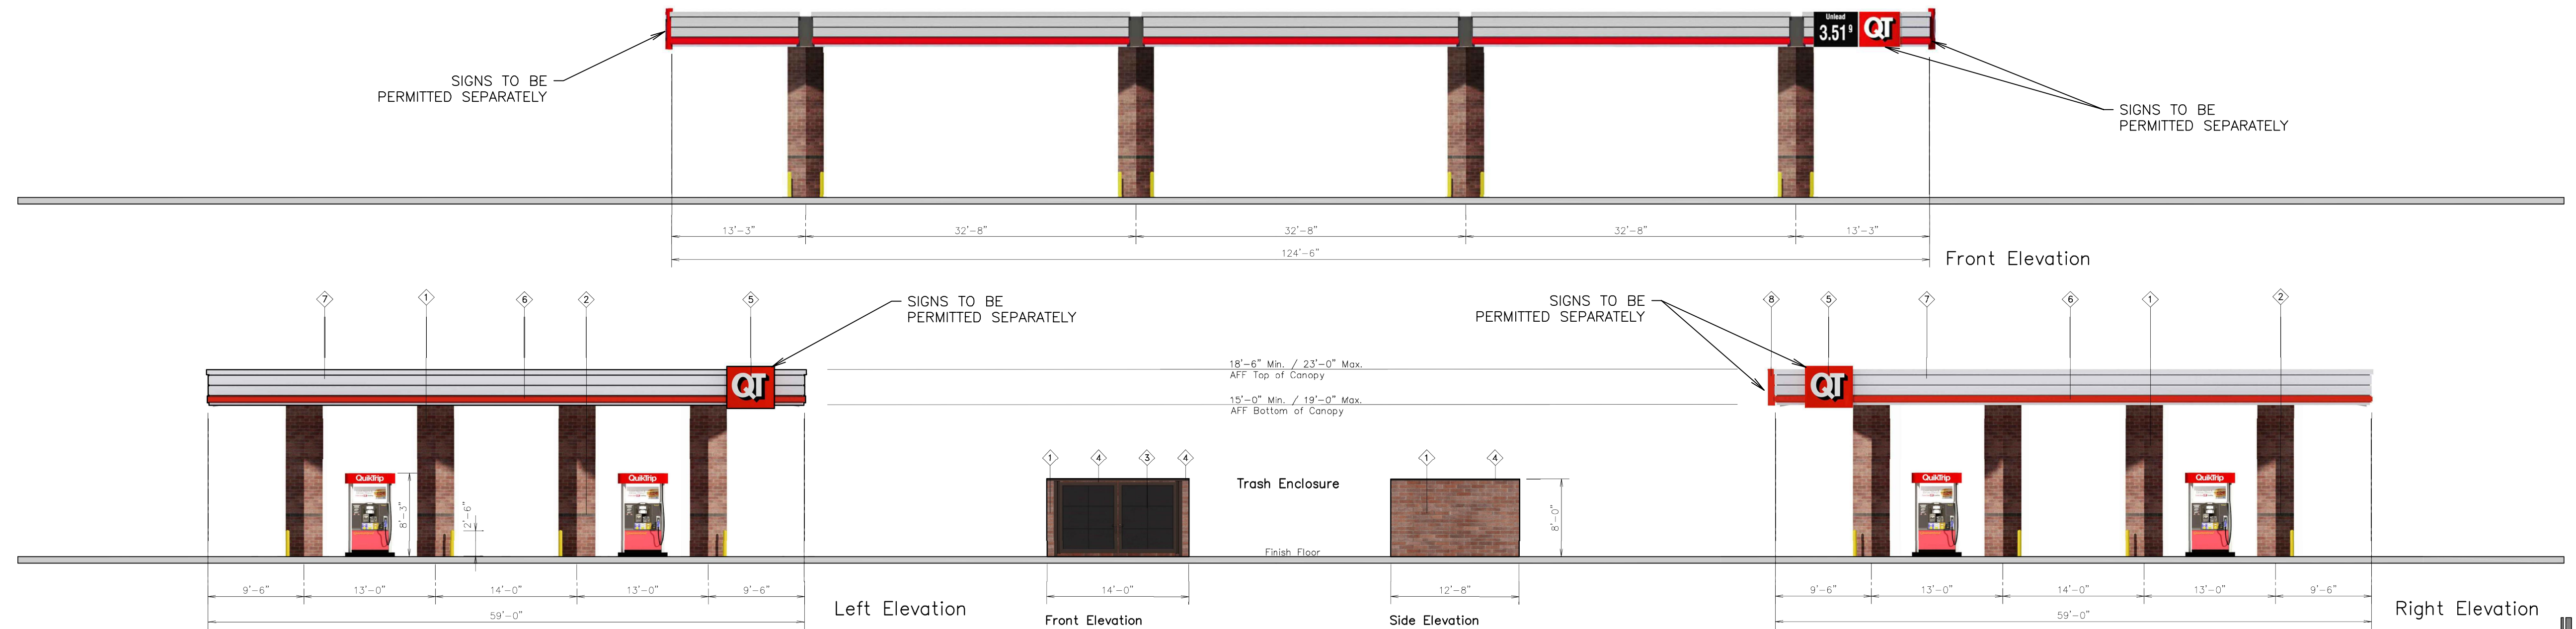 Unlead
3.51 9
QT
SIGNS TO BE
PERMITTED SEPARATELY
SIGNS TO BE
PERMITTED SEPARATELY
13'-3" 32'-8" 32'-8" 32'-8" 13'-3"
124'-6"
Front Elevation
7 1 6 2 5
SIGNS TO BE
PERMITTED SEPARATELY
SIGNS TO BE
PERMITTED SEPARATELY
8 5 7 6 1 2
QT
18'-6" Min. / 23'-0" Max.
AFF Top of Canopy
15'-0" Min. / 19'-0" Max.
AFF Bottom of Canopy
QT
QuikTrip
QuikTrip
8'-3"
2'-6"
1 4 3 4
Trash Enclosure
1 4
8'-0"
Finish Floor
QuikTrip
QuikTrip
9'-6" 13'-0" 14'-0" 13'-0" 9'-6"
59'-0"
Left Elevation
14'-0"
Front Elevation
12'-8"
Side Elevation
9'-6" 13'-0" 14'-0" 13'-0" 9'-6"
59'-0"
Right Elevation